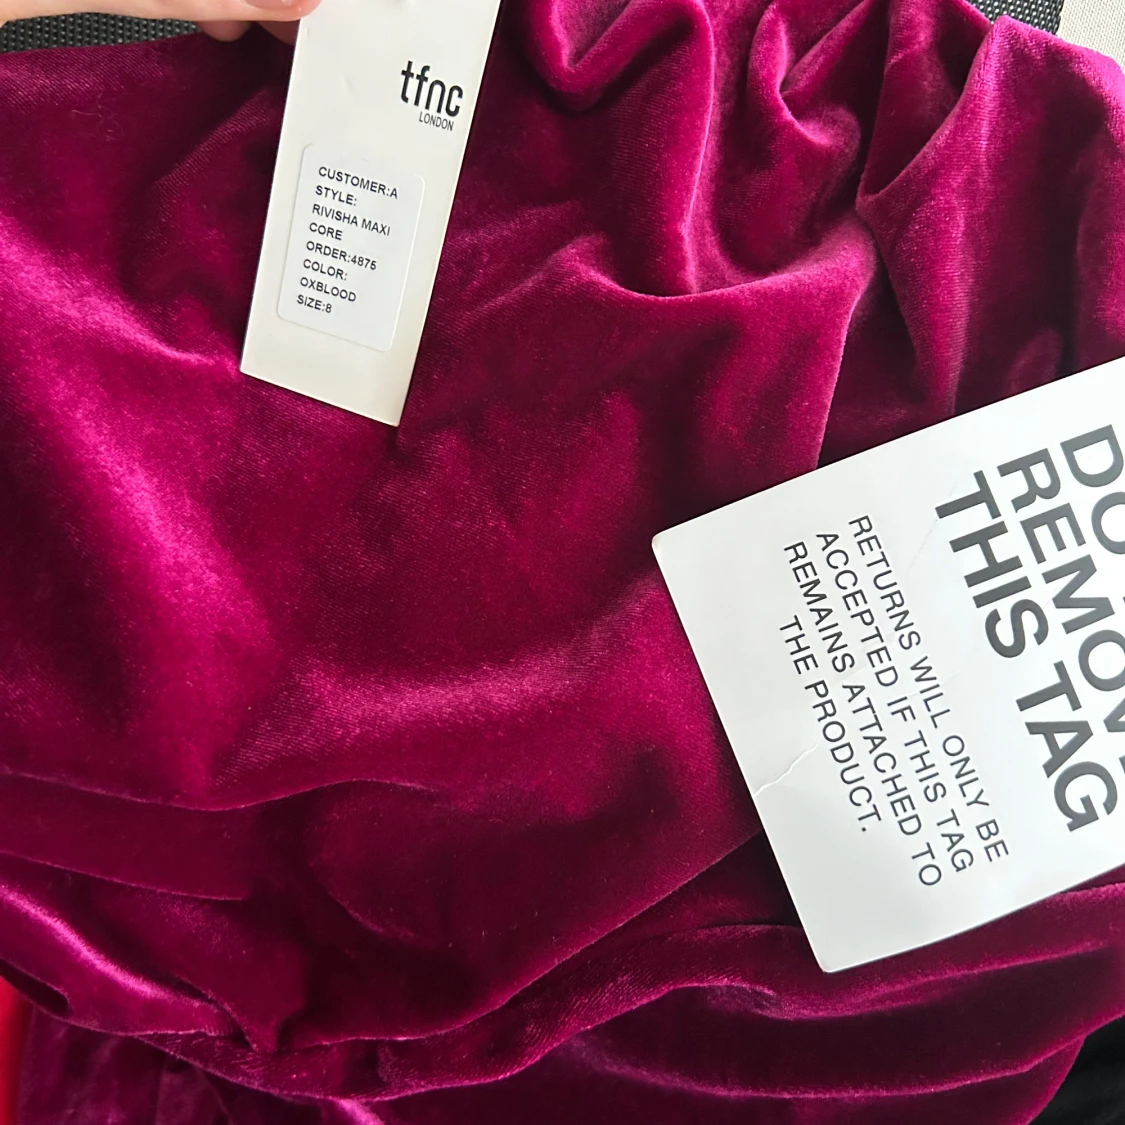 tfnc
LONDON
CUSTOMER:A
STYLE:
RIVISHA MAXI
CORE
ORDER:4875
COLOR:
OXBLOOD
SIZE:8
REMOV
THIS TAG
RETURNS WILL ONLY BE
ACCEPTED IF THIS TAG
REMAINS ATTACHED TO
THE PRODUCT.